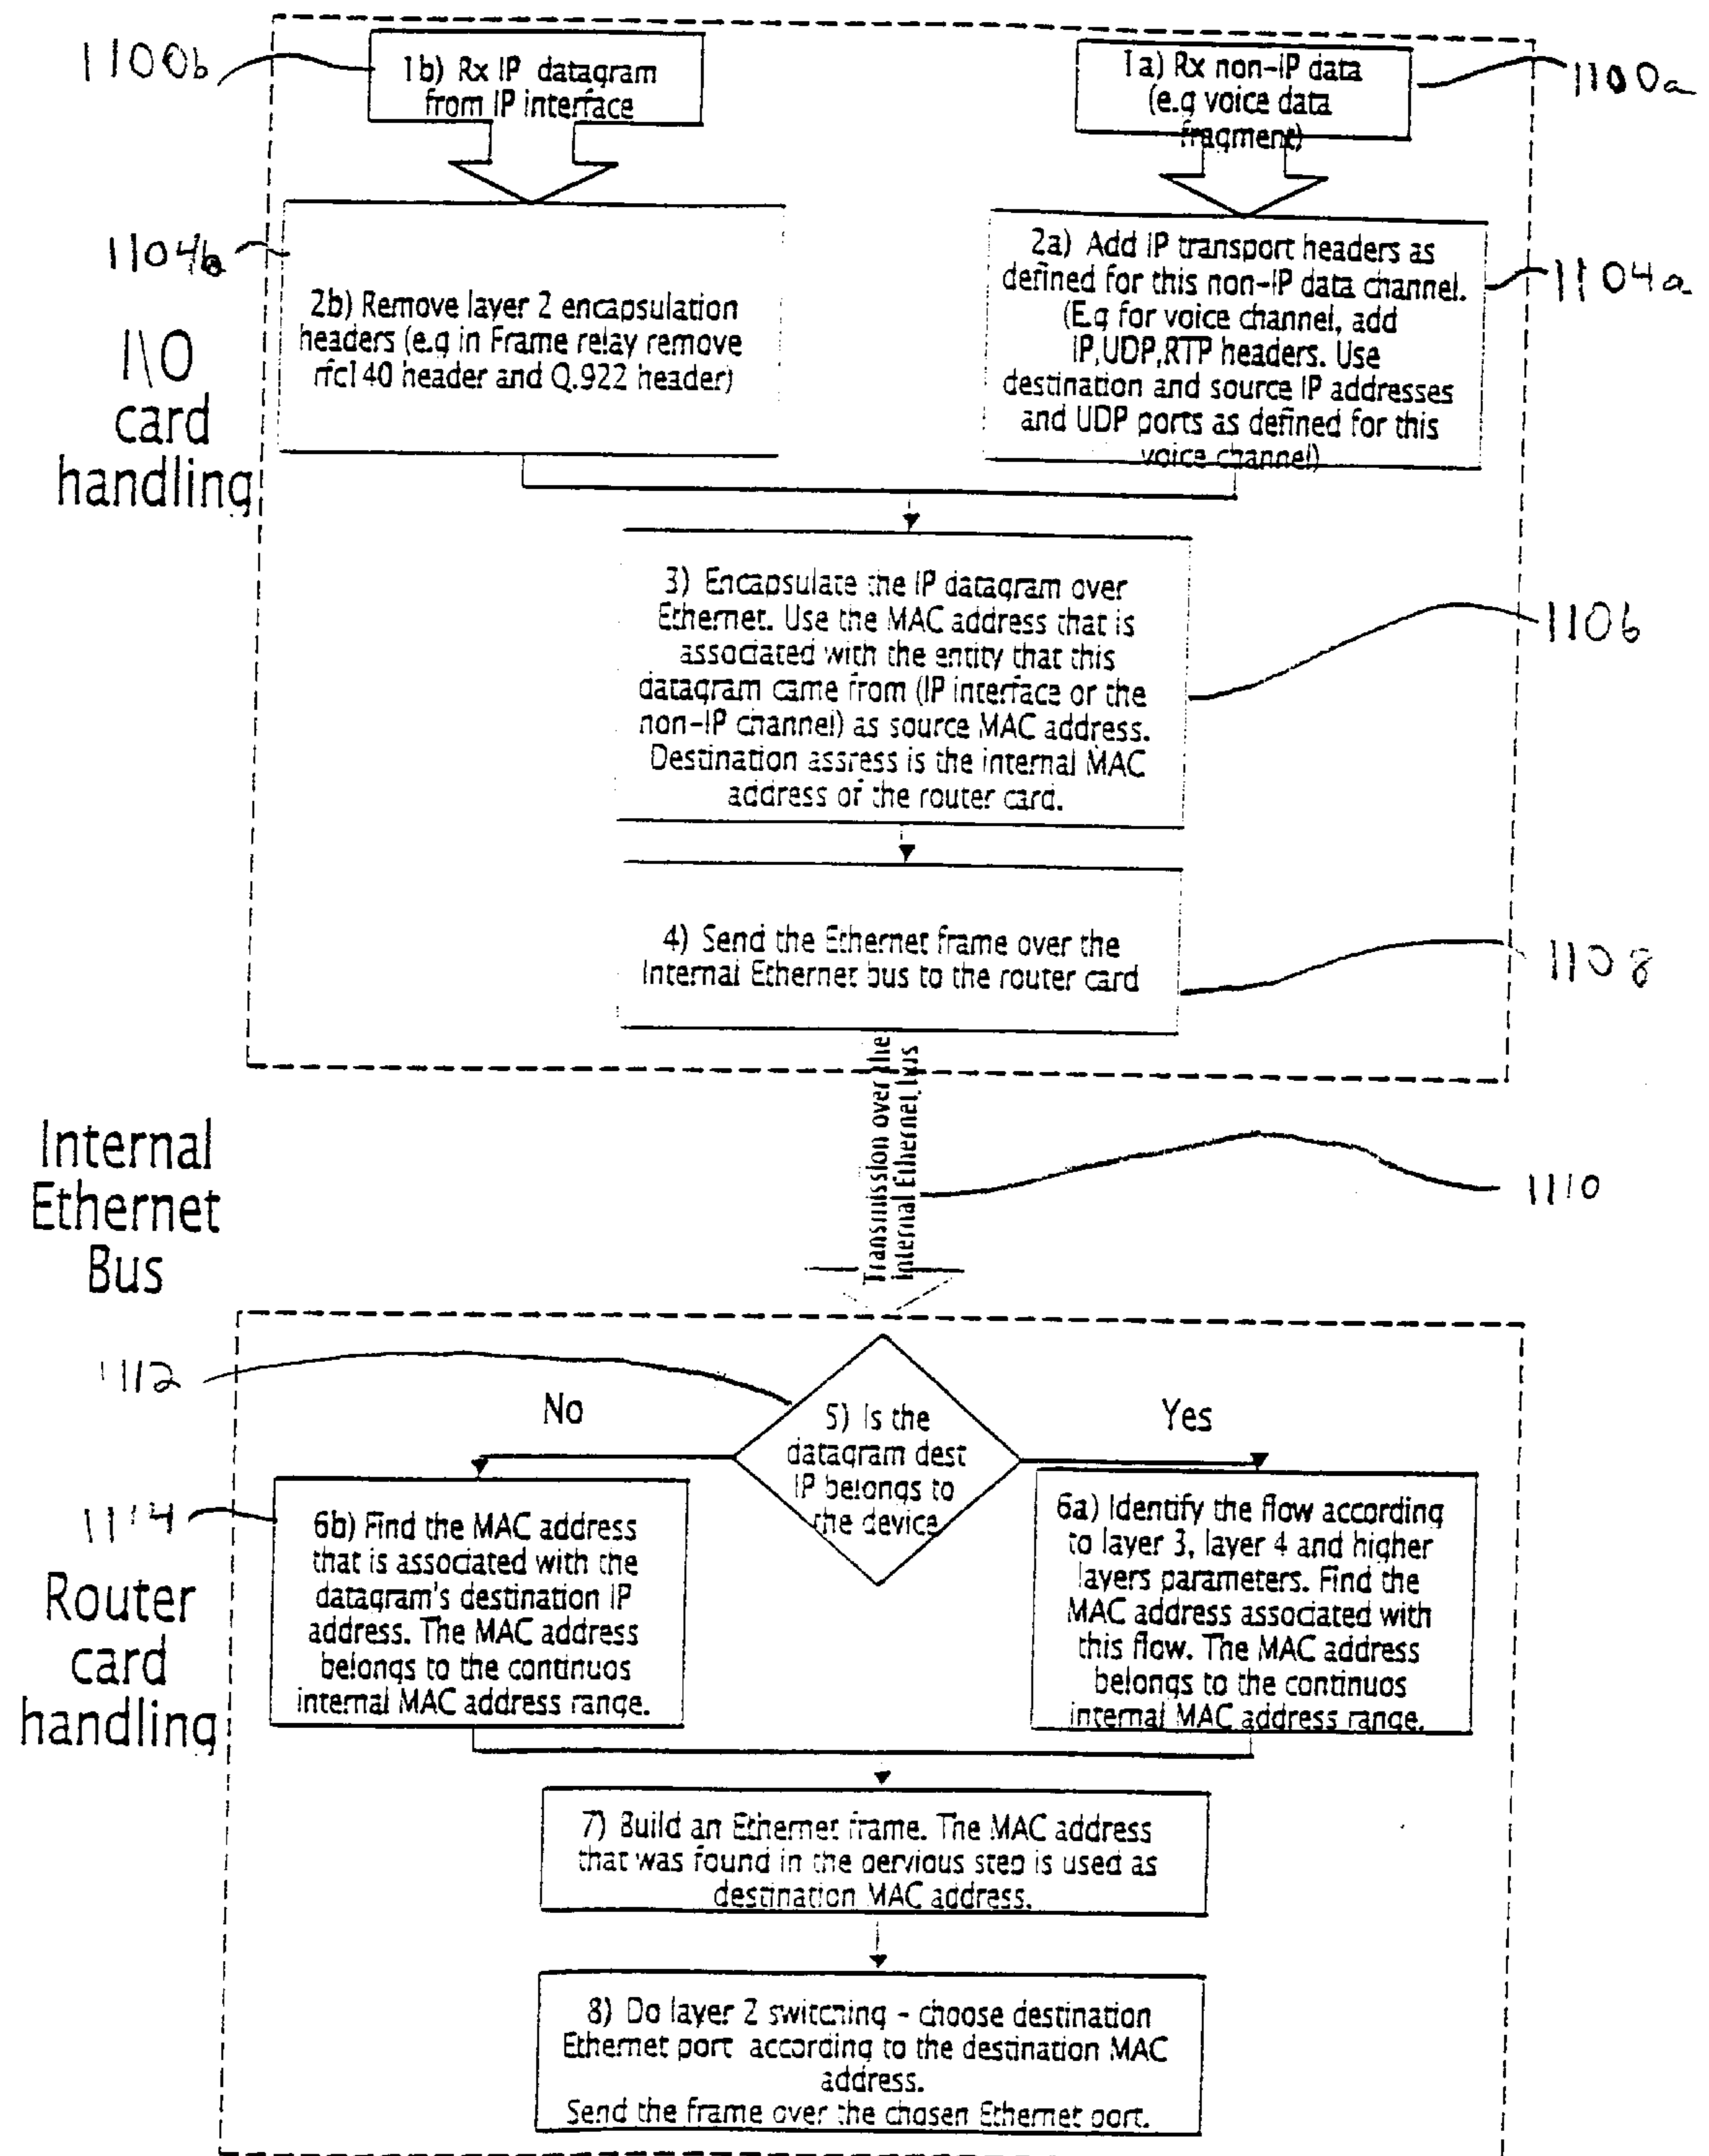 1100b
1b) Rx IP datagram
from IP interface
1a) Rx non-IP data
(e.g voice data
fragment)
1100a
1104b
I\O
card
handling
2b) Remove layer 2 encapsulation
headers (e.g in Frame relay remove
rfc140 header and Q.922 header)
2a) Add IP transport headers as
defined for this non-IP data channel.
(E.g for voice channel, add
IP,UDP,RTP headers. Use
destination and source IP addresses
and UDP ports as defined for this
voice channel)
1104a
3) Encapsulate the IP datagram over
Ethernet. Use the MAC address that is
associated with the entity that this
datagram came from (IP interface or the
non-IP channel) as source MAC address.
Destination assress is the internal MAC
address of the router card.
1106
4) Send the Ethernet frame over the
Internal Ethernet bus to the router card
1108
Transmission over the
Internal Ethernet bus
1110
Internal
Ethernet
Bus
1112
No
5) Is the
datagram dest
IP belongs to
the device
Yes
1114
Router
card
handling
6b) Find the MAC address
that is associated with the
datagram's destination IP
address. The MAC address
belongs to the continuos
internal MAC address range.
6a) Identify the flow according
to layer 3, layer 4 and higher
layers parameters. Find the
MAC address associated with
this flow. The MAC address
belongs to the continuos
internal MAC address range.
7) Build an Ethernet frame. The MAC address
that was found in the pervious step is used as
destination MAC address.
8) Do layer 2 switching - choose destination
Ethernet port according to the destination MAC
address.
Send the frame over the chosen Ethernet port.